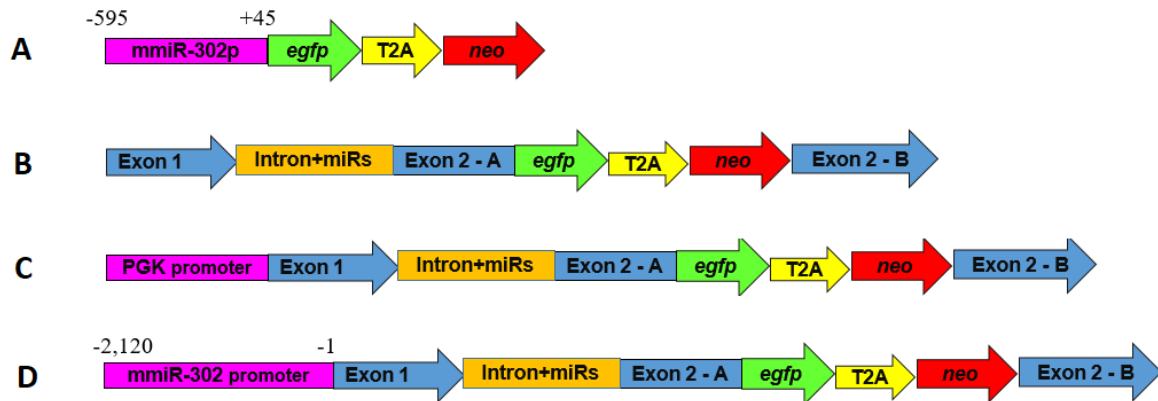 -595 +45
A mmiR-302p egfp T2A neo
B Exon 1 Intron+miRs Exon 2 - A egfp T2A neo Exon 2 - B
C PGK promoter Exon 1 Intron+miRs Exon 2 - A egfp T2A neo Exon 2 - B
-2,120 -1
D mmiR-302 promoter Exon 1 Intron+miRs Exon 2 - A egfp T2A neo Exon 2 - B